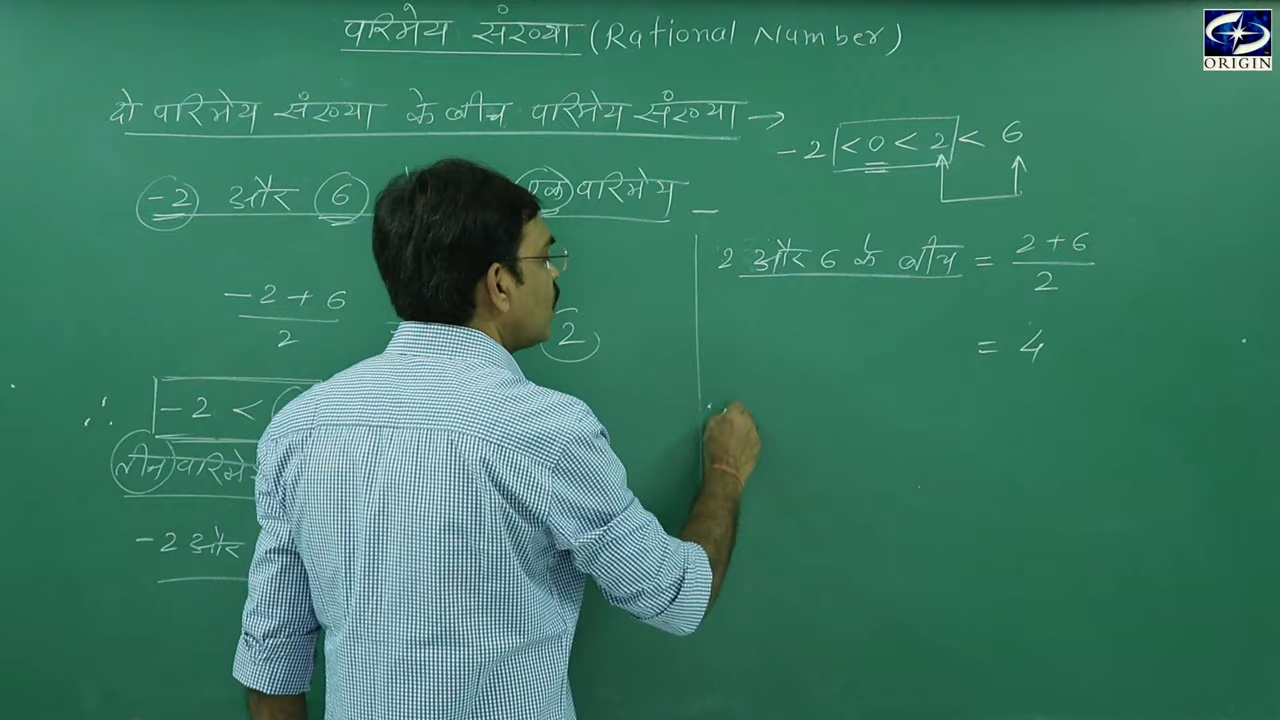 परिमेय संख्या (Rational Number)
ORIGIN
दो परिमेय संख्या के बीच परिमेय संख्या →
-2 < 0 < 2 < 6
-2 और 6 एक परिमेय -
2 और 6 के बीच = 2+6
2
= 4
-2 + 6
2
2
∴ -2 <
तीन परिमे
-2 और